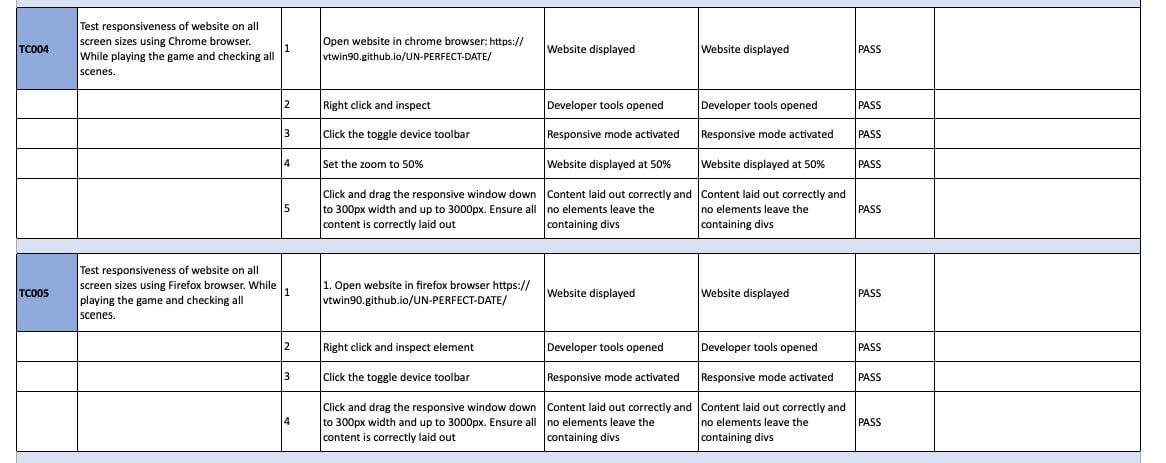 TC004
Test responsiveness of website on all
screen sizes using Chrome browser.
While playing the game and checking all
scenes.
1
Open website in chrome browser: https://
vtwin90.github.io/UN-PERFECT-DATE/
Website displayed
Website displayed
PASS
2
Right click and inspect
Developer tools opened
Developer tools opened
PASS
3
Click the toggle device toolbar
Responsive mode activated
Responsive mode activated
PASS
4
Set the zoom to 50%
Website displayed at 50%
Website displayed at 50%
PASS
5
Click and drag the responsive window down
to 300px width and up to 3000px. Ensure all
content is correctly laid out
Content laid out correctly and
no elements leave the
containing divs
Content laid out correctly and
no elements leave the
containing divs
PASS
TC005
Test responsiveness of website on all
screen sizes using Firefox browser. While
playing the game and checking all
scenes.
1
1. Open website in firefox browser https://
vtwin90.github.io/UN-PERFECT-DATE/
Website displayed
Website displayed
PASS
2
Right click and inspect element
Developer tools opened
Developer tools opened
PASS
3
Click the toggle device toolbar
Responsive mode activated
Responsive mode activated
PASS
4
Click and drag the responsive window down
to 300px width and up to 3000px. Ensure all
content is correctly laid out
Content laid out correctly and
no elements leave the
containing divs
Content laid out correctly and
no elements leave the
containing divs
PASS